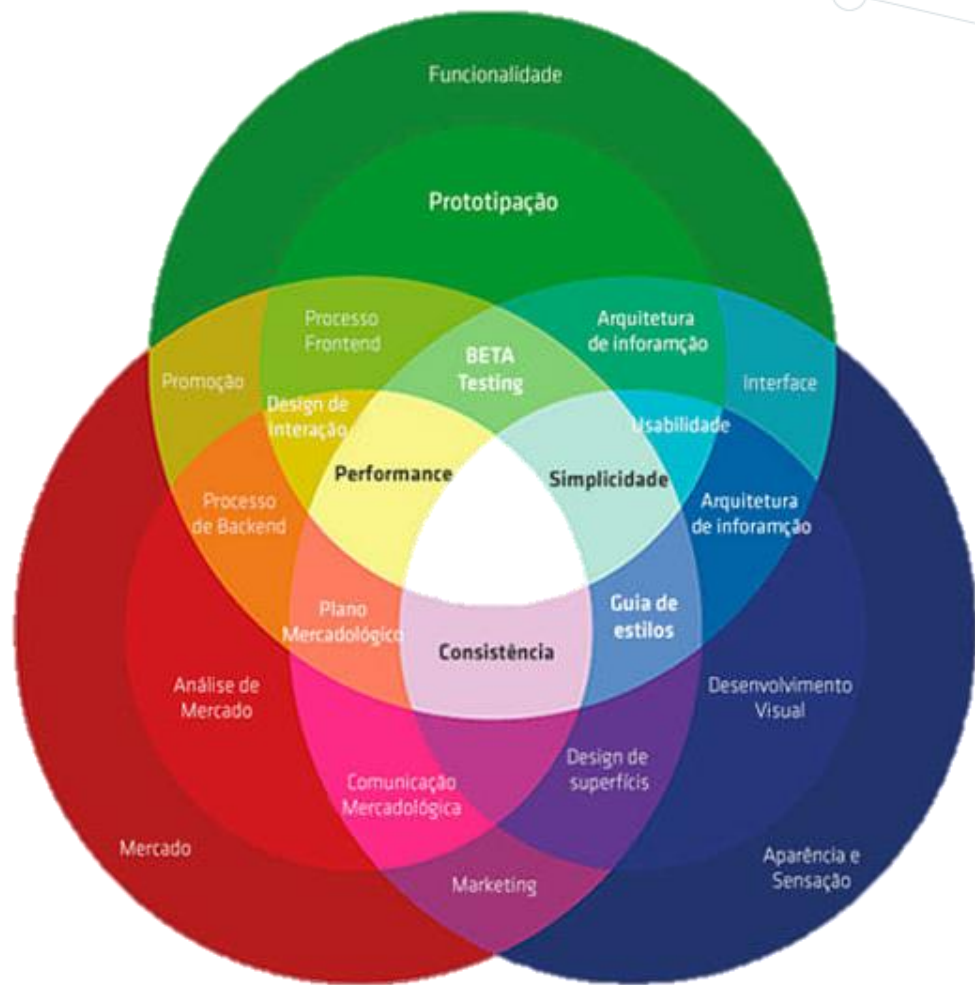 Funcionalidade
Prototipação
Processo
Frontend
BETA
Testing
Arquitetura
de inforamção
Promoção
Interface
Design de
interação
Usabilidade
Performance
Simplicidade
Processo
de Backend
Arquitetura
de inforamção
Plano
Mercadológico
Guia de
estilos
Consistência
Análise de
Mercado
Desenvolvimento
Visual
Comunicação
Mercadológica
Design de
superfícis
Mercado
Marketing
Aparência e
Sensação